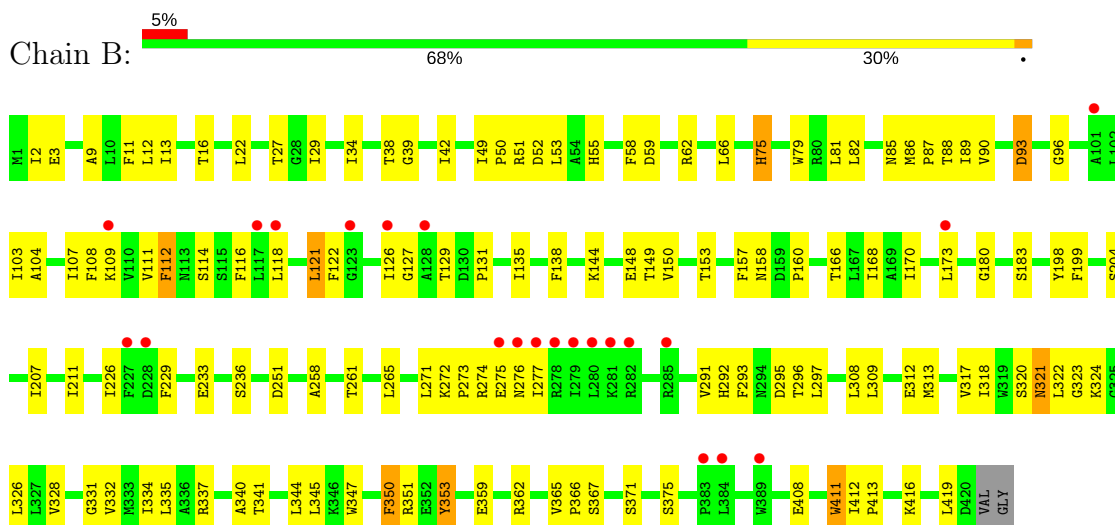 5%
Chain B:
68% 30% •
M1 I2 E3 A9 L10 F11 L12 I13 T16 L22 T27 G28 I29 I34 T38 G39 I42 I49 P50 R51 D52 L53 A54 H55 F58 D59 R62 L66 H75 W79 R80 L81 L82 N85 M86 P87 T88 I89 V90 D93 G96 A101 L102
I103 A104 I107 F108 K109 V110 V111 F112 N113 S114 S115 F116 L117 L118 L121 F122 G123 I126 G127 A128 T129 D130 P131 I135 F138 K144 E148 T149 V150 T153 F157 N158 D159 P160 T166 L167 I168 A169 I170 L173 G180 S183 Y198 F199 S204
I207 I211 I226 F227 D228 F229 E233 S236 D251 A258 T261 L265 L271 K272 P273 R274 E275 N276 I277 R278 I279 L280 K281 R282 R285 V291 H292 F293 N294 D295 T296 L297 L308 L309 E312 M313 V317 I318 W319 S320 N321 L322 G323 K324 G325
L326 L327 V328 G331 V332 M333 I334 L335 A336 R337 A340 T341 L344 L345 K346 W347 F350 R351 E352 Y353 E359 R362 V365 P366 S367 S371 S375 P383 L384 W389 E408 W411 I412 P413 K416 L419 D420 VAL GLY